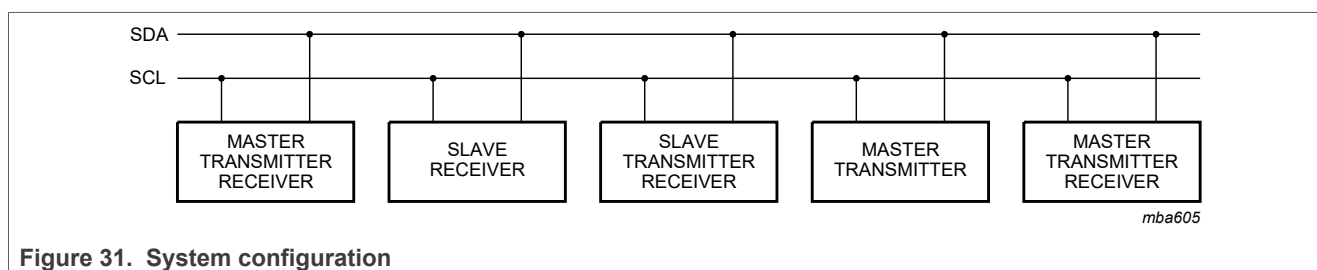 SDA
SCL
MASTER
TRANSMITTER
RECEIVER
SLAVE
RECEIVER
SLAVE
TRANSMITTER
RECEIVER
MASTER
TRANSMITTER
MASTER
TRANSMITTER
RECEIVER
mba605
Figure 31. System configuration